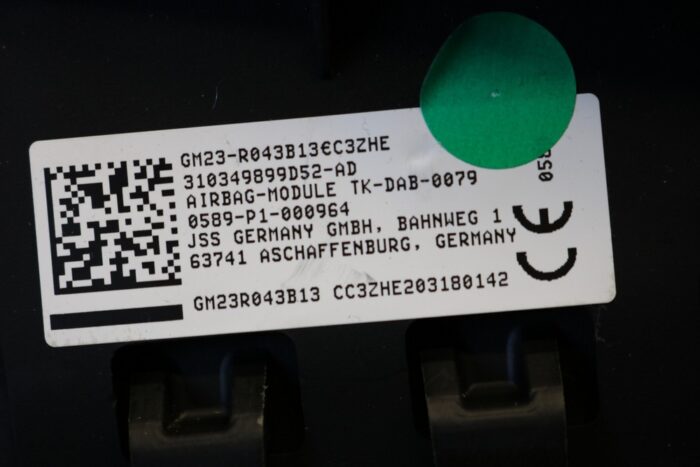 GM23-R043B13€C3ZHE
310349899D52-AD
AIRBAG-MODULE TK-DAB-0079
0589-P1-000964
JSS GERMANY GMBH, BAHNWEG 1
63741 ASCHAFFENBURG, GERMANY
GM23R043B13 CC3ZHE203180142
CE